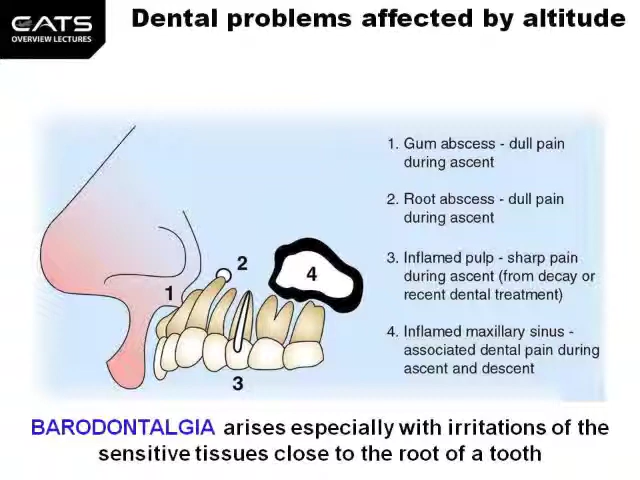 CATS
OVERVIEW LECTURES
Dental problems affected by altitude
1. Gum abscess - dull pain
during ascent
2. Root abscess - dull pain
during ascent
3. Inflamed pulp - sharp pain
during ascent (from decay or
recent dental treatment)
4. Inflamed maxillary sinus -
associated dental pain during
ascent and descent
1
2
3
4
BARODONTALGIA arises especially with irritations of the
sensitive tissues close to the root of a tooth